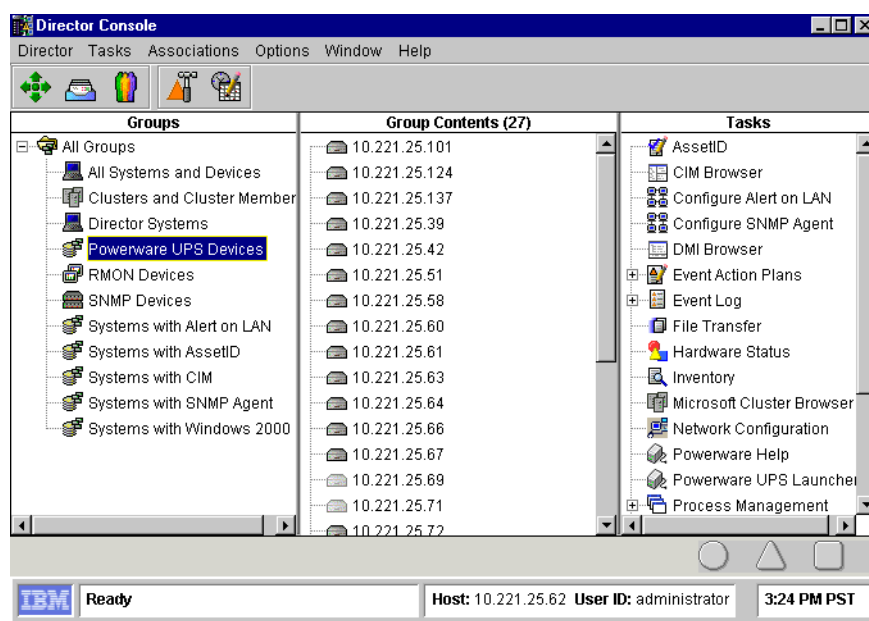 Director Console
Director Tasks Associations Options Window Help
Groups
All Groups
All Systems and Devices
Clusters and Cluster Member
Director Systems
Powerware UPS Devices
RMON Devices
SNMP Devices
Systems with Alert on LAN
Systems with AssetID
Systems with CIM
Systems with SNMP Agent
Systems with Windows 2000
Group Contents (27)
10.221.25.101
10.221.25.124
10.221.25.137
10.221.25.39
10.221.25.42
10.221.25.51
10.221.25.58
10.221.25.60
10.221.25.61
10.221.25.63
10.221.25.64
10.221.25.66
10.221.25.67
10.221.25.69
10.221.25.71
10.221.25.72
Tasks
AssetID
CIM Browser
Configure Alert on LAN
Configure SNMP Agent
DMI Browser
Event Action Plans
Event Log
File Transfer
Hardware Status
Inventory
Microsoft Cluster Browser
Network Configuration
Powerware Help
Powerware UPS Launcher
Process Management
IBM Ready Host: 10.221.25.62 User ID: administrator 3:24 PM PST